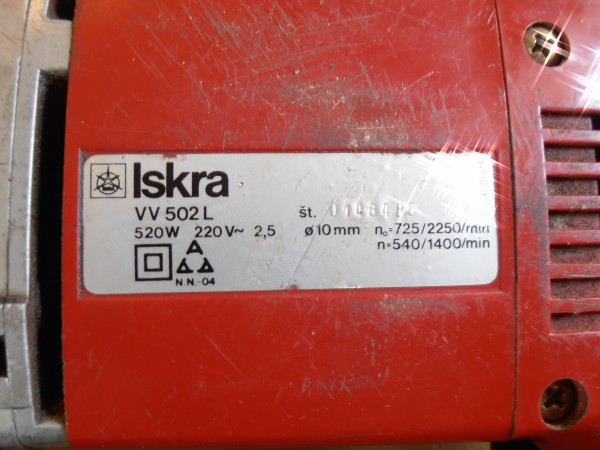 Iskra
VV 502 L št.
520W 220V~ 2,5 ø10mm n₀=725/2250/min
n=540/1400/min
N.N.-04